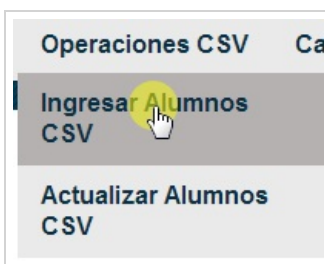 Operaciones CSV Ca
Ingresar Alumnos
CSV
Actualizar Alumnos
CSV